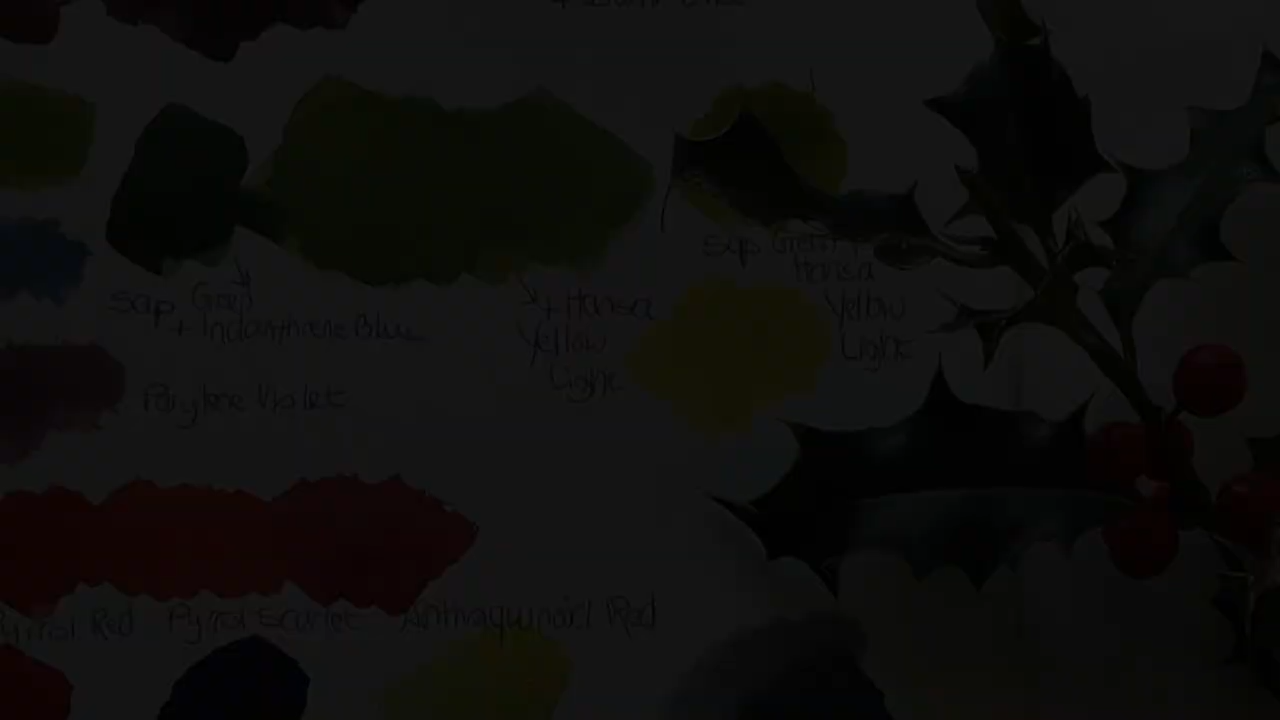 Sap Green
+ Indanthrene Blue
+ Hansa
Yellow
Light
Sap Green +
Hansa
Yellow
Light
Perylene Violet
Pyrrol Red Pyrrol Scarlet Anthraquinoid Red